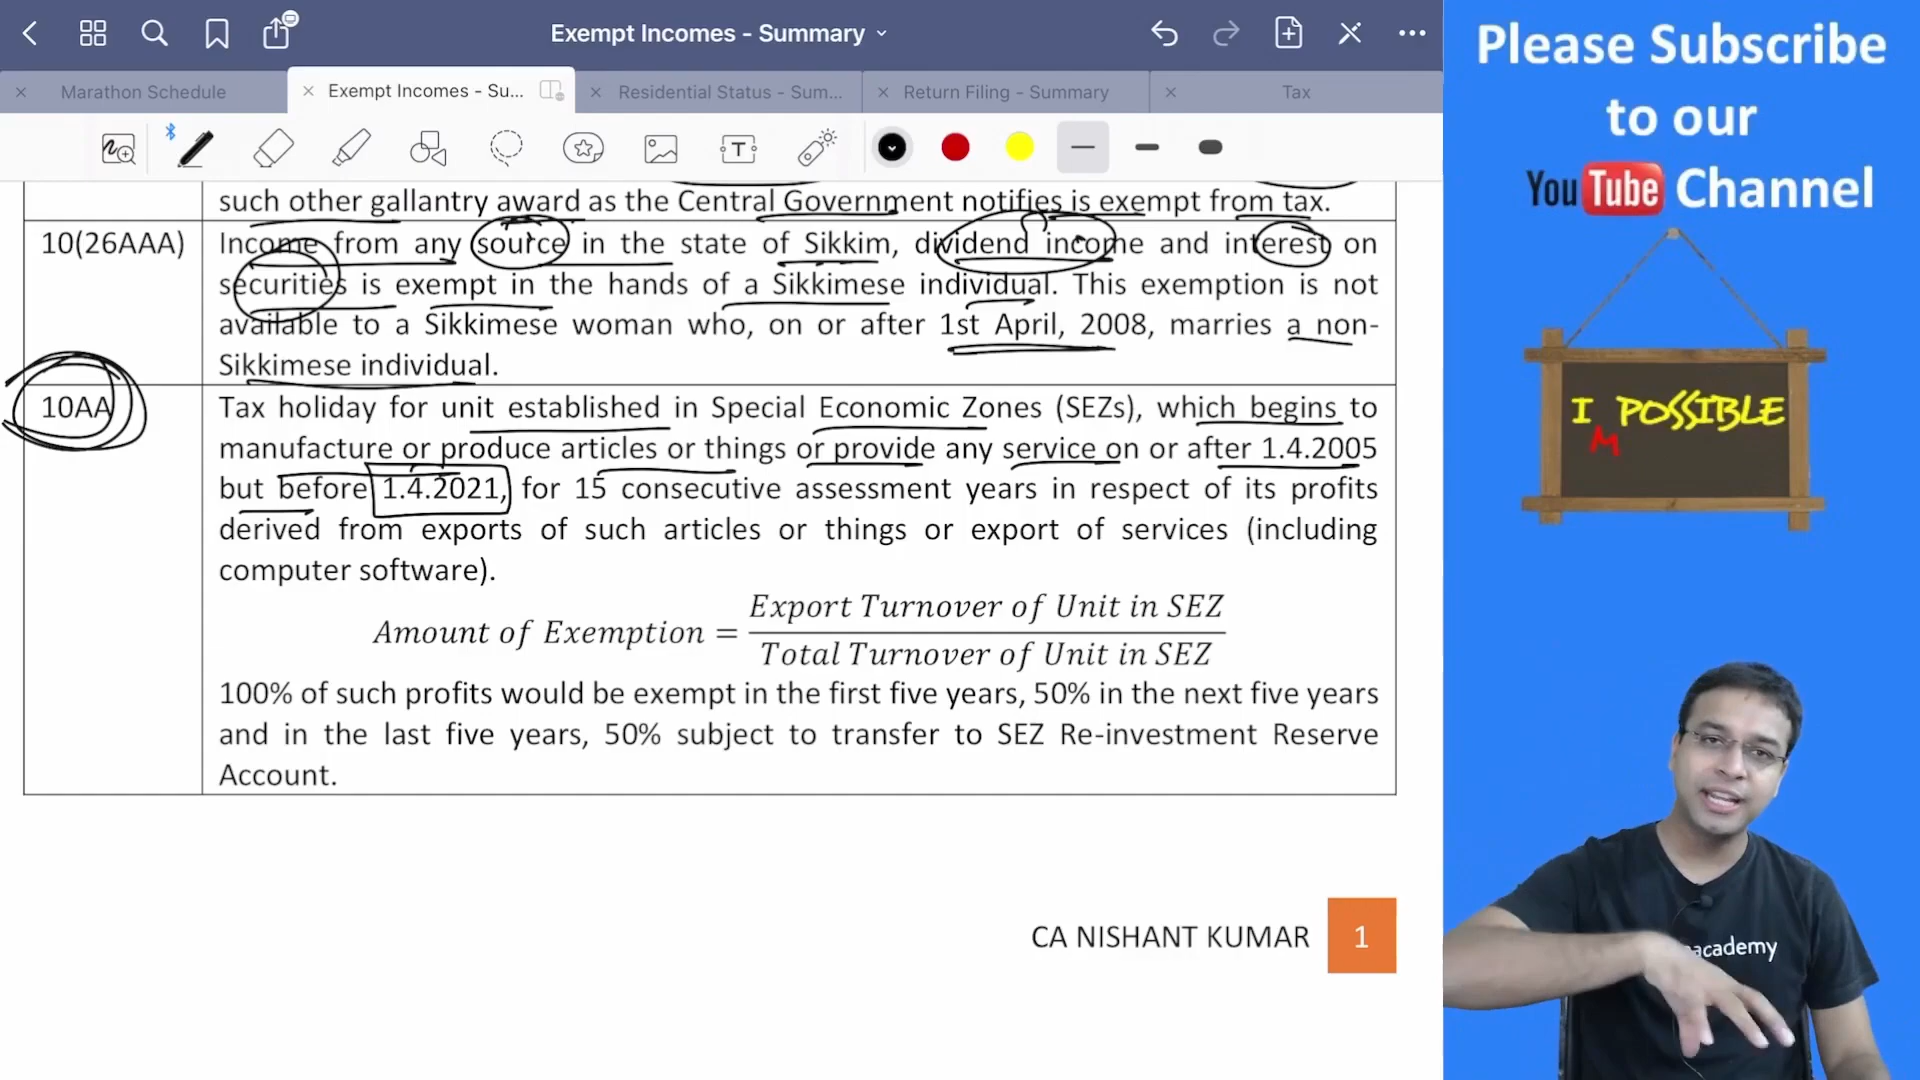 Exempt Incomes - Summary
Marathon Schedule
Exempt Incomes - Su...
Residential Status - Sum...
Return Filing - Summary
Tax
such other gallantry award as the Central Government notifies is exempt from tax.
10(26AAA)
Income from any source in the state of Sikkim, dividend income and interest on
securities is exempt in the hands of a Sikkimese individual. This exemption is not
available to a Sikkimese woman who, on or after 1st April, 2008, marries a non-
Sikkimese individual.
10AA
Tax holiday for unit established in Special Economic Zones (SEZs), which begins to
manufacture or produce articles or things or provide any service on or after 1.4.2005
but before 1.4.2021, for 15 consecutive assessment years in respect of its profits
derived from exports of such articles or things or export of services (including
computer software).
Amount of Exemption = Export Turnover of Unit in SEZ
Total Turnover of Unit in SEZ
100% of such profits would be exempt in the first five years, 50% in the next five years
and in the last five years, 50% subject to transfer to SEZ Re-investment Reserve
Account.
CA NISHANT KUMAR 1
Please Subscribe
to our
YouTube Channel
I POSSIBLE
M
academy